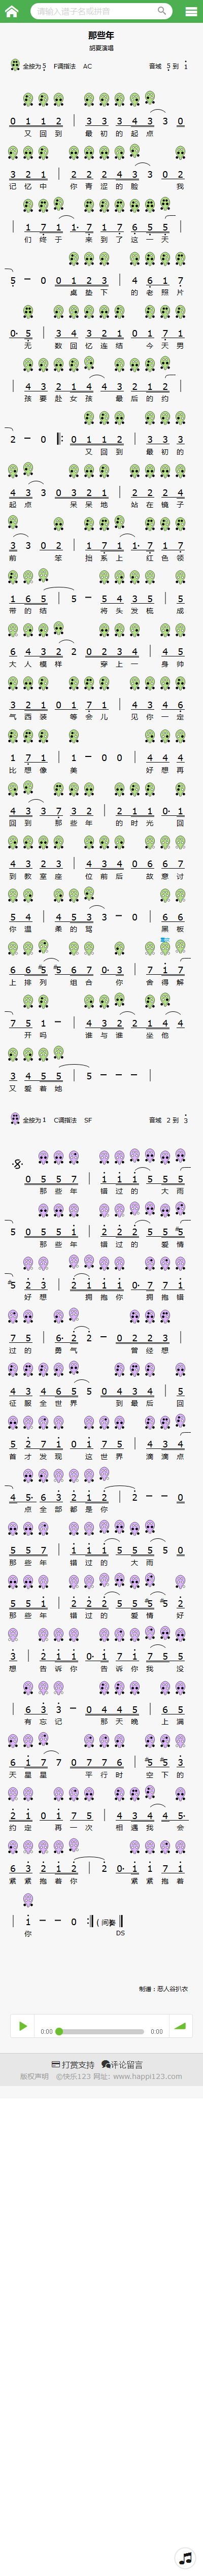 请输入谱子名或拼音
那些年
胡夏演唱
全按为5 F调指法 AC 音域 5 到 1
0 1 1 2 | 3 3 3 4 3 3 0
又 回 到 最 初 的 起 点
3 2 1 | 2 2 2 4 3 3 0 2
记 忆 中 你 青 涩 的 脸 我
| 1 7 1 1· 7 | 1 7 6 5 5 |
们 终 于 来 到 了 这 一 天
5 – 0 0 1 2 3 | 4 6 1 7
桌 垫 下 的 老 照 片
0· 5 | 3 4 3 2 1 0 1 7 1
无 数 回 忆 连 结 今 天 男
| 4 3 2 4 4 3 2 1 2 |
孩 要 赴 女 孩 最 后 的 约
2 – 0 0 1 1 2 | 3 3 3
又 回 到 最 初 的
4 3 3 0 3 2 1 | 2 2 2 4
起 点 呆 呆 地 站 在 镜 子
3 3 0 2 | 1 7 1 1· 7 1 1
前 笨 拙 系 上 红 色 领
1 6 5 | 5 – 5 4 3 5 | 5
带 的 结 将 头 发 梳 成
6 4 3 2 2 0 2 3 4 | 4 5
大 人 模 样 穿 上 一 身 帅
3 2 1 0 1 7 1 | 4 3 4 6
气 西 装 等 会 儿 见 你 一 定
1 7 1 | 1 – 0 0 | 4 4 5
比 想 像 美 好 想 再
4 3 3 7 3 2 | 2 1 1 0· 1
回 到 那 些 年 的 时 光 回
4 4 3 2 3 | 4 3 4 0 6 6 7
到 教 室 座 位 前 后 故 意 讨
5 4 | 4 5 3 3 – 0 | 6 6
你 温 柔 的 骂 黑 板
6 6 5 5 6 7 0· 3 | 7 1 7
上 排 列 组 合 你 舍 得 解
7 5 1 – | 4 3 2 2 1 4 4
开 吗 谁 与 谁 坐 他
3 4 5 5 | 5 – – – |
又 爱 着 她
全按为1 C调指法 SF 音域 2 到 3
0 5 5 7 | 1 1 1 5 5 5 5
那 些 年 错 过 的 大 雨
5 0 5 5 1 | 2 2 2 5 5 5
那 些 年 错 过 的 爱 情
5 2 3 | 2 1 1 1 0· 7 7 1
好 想 拥 抱 你 拥 抱 错
7 5 | 6· 2 2 – 0 2 2 3 |
过 的 勇 气 曾 经 想
4 3 4 6 5 5 0 4 3 4 | 5
征 服 全 世 界 到 最 后 回
5 2 7 1 0 1 7 5 | 4 3 4
首 才 发 现 这 世 界 滴 滴 点
4 5· 6 3 2 1 2 | 2 – – 0
点 全 部 都 是 你
5 5 7 | 1 1 1 5 5 5 5 0
那 些 年 错 过 的 大 雨
5 5 1 | 2 2 2 5 5 5 5 2
那 些 年 错 过 的 爱 情 好
3 2 1 1 0· 1 1 7 1 7 5 5
想 告 诉 你 告 诉 你 我 没
| 6 3 3 – 0 4 4 5 | 6 5
有 忘 记 那 天 晚 上 满
6 1 7 7 0 7 7 6 | 5 5 3
天 星 星 平 行 时 空 下 的
2 1 0 7 5 | 4 3 4 4 5·
约 定 再 一 次 相 遇 我 会
6 3 2 1 2 | 2 0· 1 7 1
紧 紧 抱 着 你 紧 紧 抱 着
| 1 – – 0 :‖ ( 间奏
你 DS
制谱：恶人谷扒衣
0:00 0:00
打赏支持 评论留言
版权声明 ©快乐123 网址：www.happi123.com